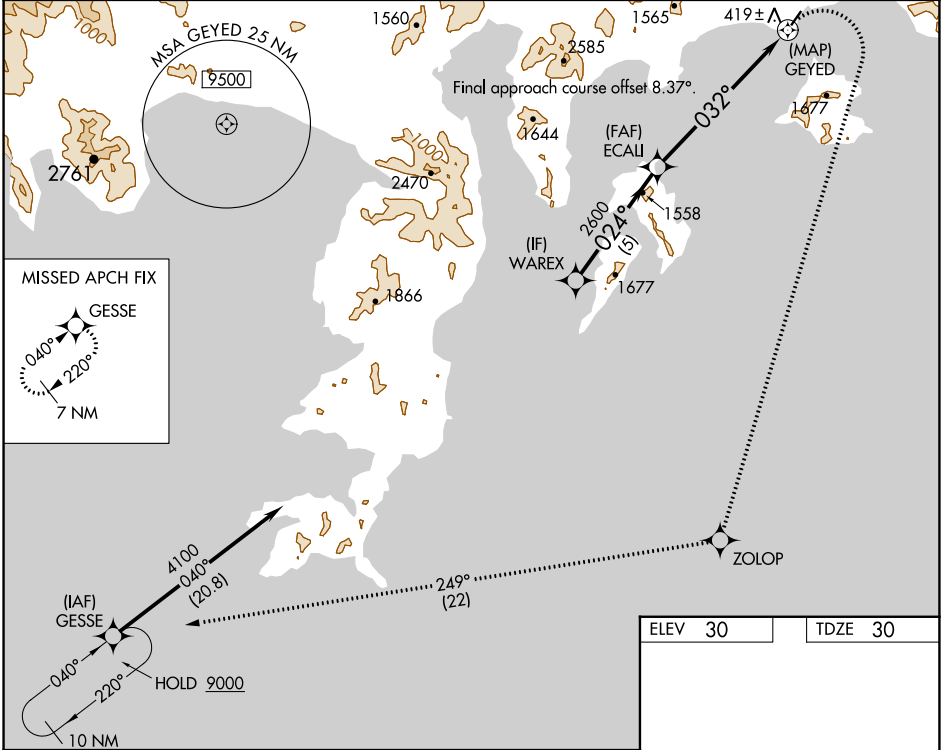 1560
1565
419±
MSA GEYED 25 NM
9500
1000
2585
(MAP)
GEYED
Final approach course offset 8.37°.
032°
1677
1644
(FAF)
ECALI
1000
2761
2470
2600
024°
(5)
1558
(IF)
WAREX
1677
MISSED APCH FIX
GESSE
040°
220°
7 NM
1866
4100
040°
(20.8)
ZOLOP
249°
(22)
(IAF)
GESSE
040°
220°
HOLD 9000
10 NM
ELEV 30
TDZE 30